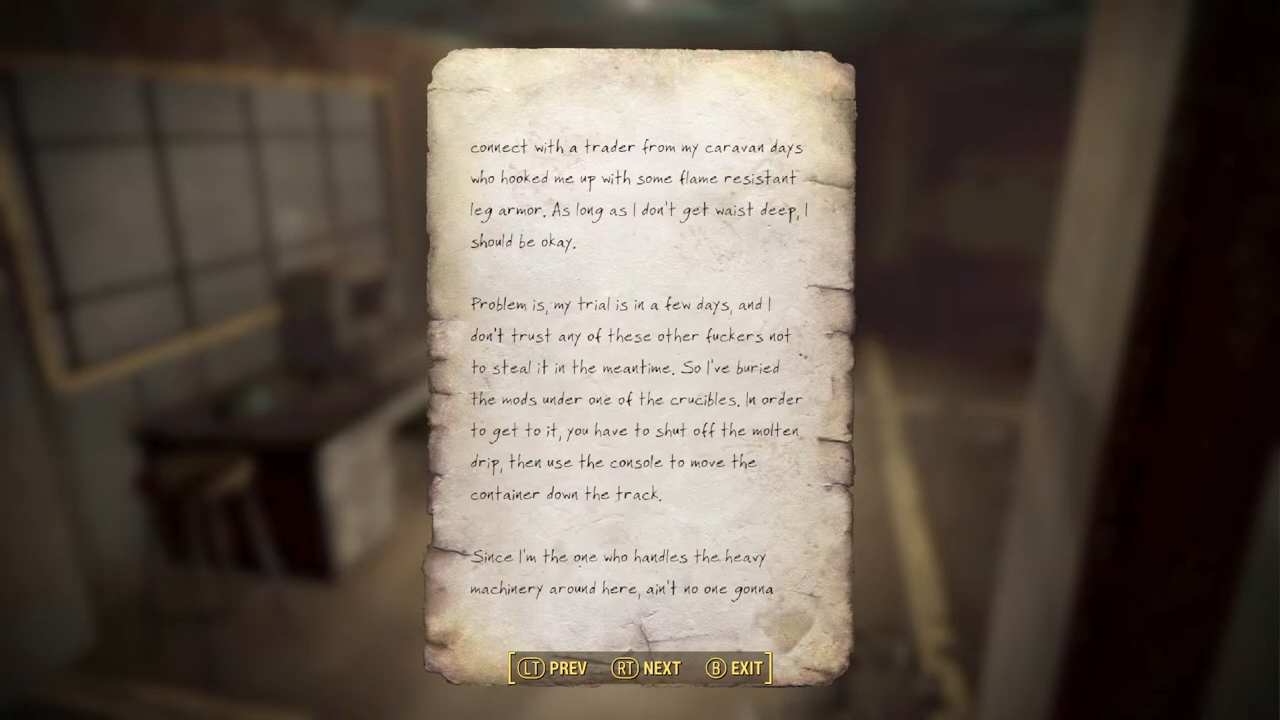 connect with a trader from my caravan days
who hooked me up with some flame resistant
leg armor. As long as I don't get waist deep, I
should be okay.
Problem is, my trial is in a few days, and I
don't trust any of these other fuckers not
to steal it in the meantime. So I've buried
the mods under one of the crucibles. In order
to get to it, you have to shut off the molten
drip, then use the console to move the
container down the track.
Since I'm the one who handles the heavy
machinery around here, ain't no one gonna
LT PREV RT NEXT B EXIT